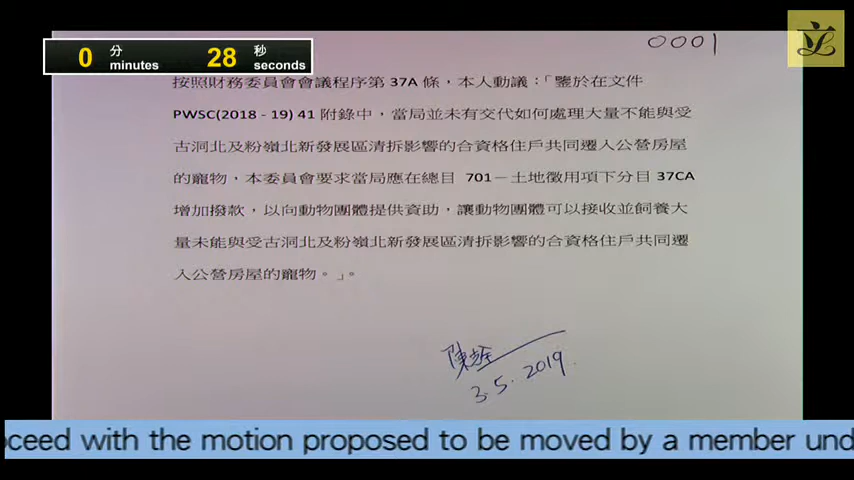 0 分 minutes 28 秒 seconds
0001
按照財務委員會會議程序第 37A 條，本人動議：「鑒於在文件
PWSC(2018 - 19) 41 附錄中，當局並未有交代如何處理大量不能與受
古洞北及粉嶺北新發展區清拆影響的合資格住戶共同遷入公營房屋
的寵物，本委員會要求當局應在總目 701－土地徵用項下分目 37CA
增加撥款，以向動物團體提供資助，讓動物團體可以接收並飼養大
量未能與受古洞北及粉嶺北新發展區清拆影響的合資格住戶共同遷
入公營房屋的寵物。」。
3.5.2019
oceed with the motion proposed to be moved by a member und